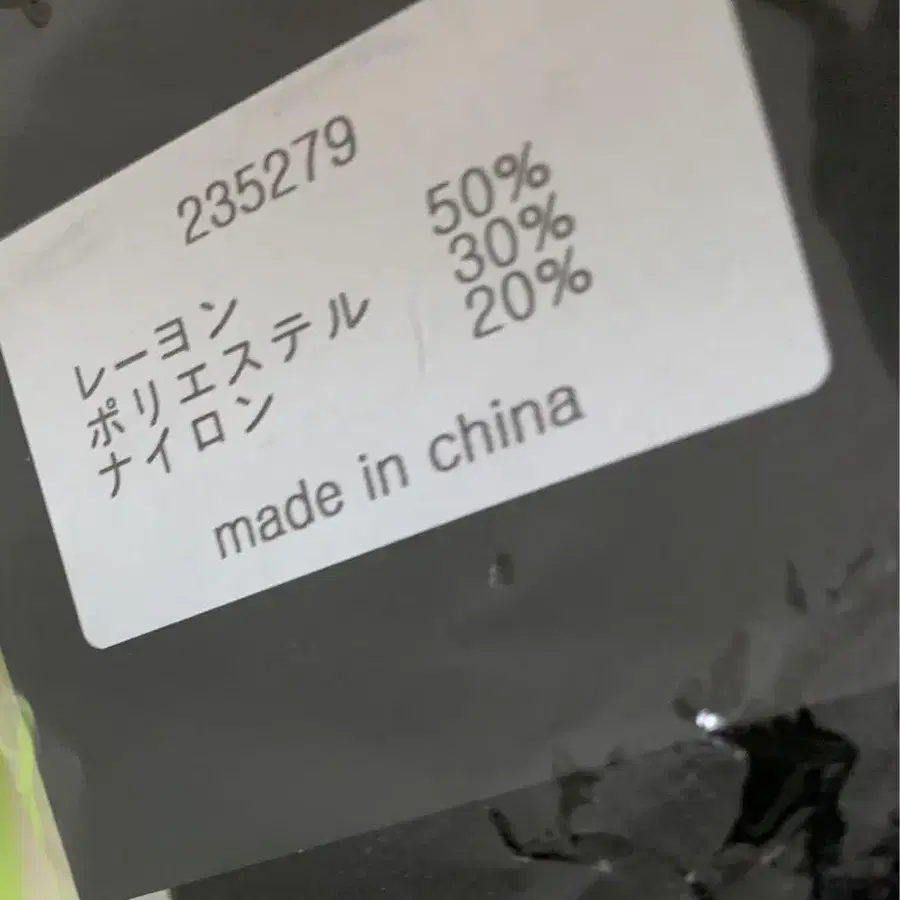 235279
レーヨン 50%
ポリエステル 30%
ナイロン 20%
made in china